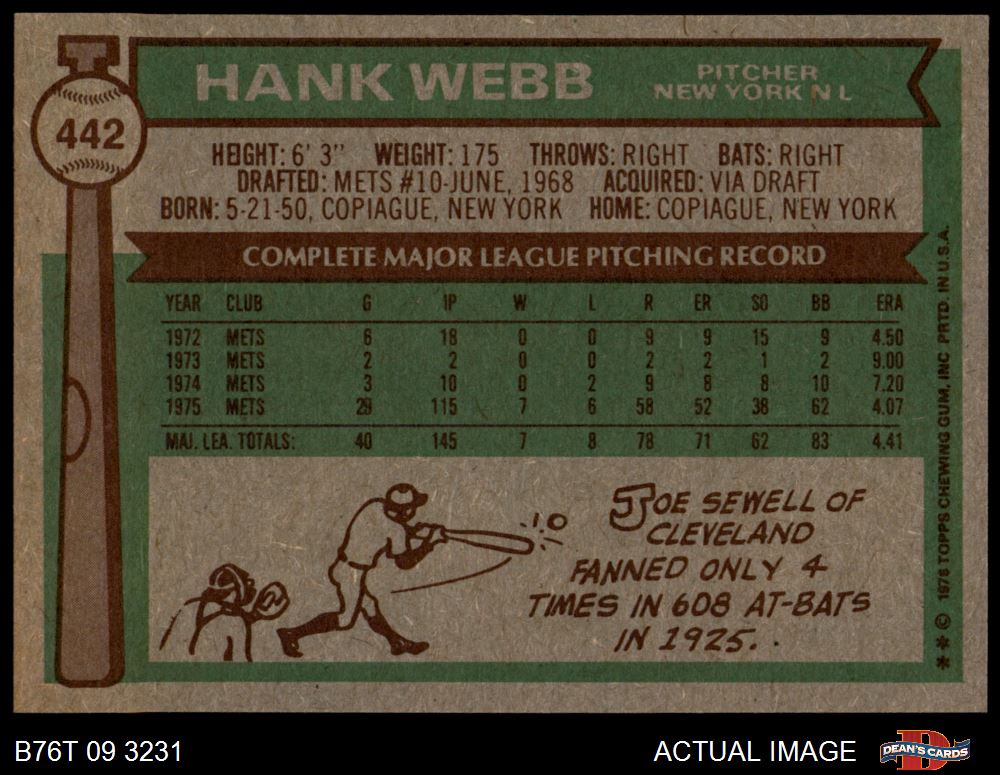 HANK WEBB
PITCHER
NEW YORK N L
442
HEIGHT: 6' 3" WEIGHT: 175 THROWS: RIGHT BATS: RIGHT
DRAFTED: METS #10-JUNE, 1968 ACQUIRED: VIA DRAFT
BORN: 5-21-50, COPIAGUE, NEW YORK HOME: COPIAGUE, NEW YORK
COMPLETE MAJOR LEAGUE PITCHING RECORD
YEAR CLUB G IP W L R ER SO BB ERA
1972 METS 6 18 0 0 9 9 15 9 4.50
1973 METS 2 2 0 0 2 2 1 2 9.00
1974 METS 3 10 0 2 9 8 8 10 7.20
1975 METS 29 115 7 6 58 52 38 62 4.07
MAJ. LEA. TOTALS: 40 145 7 8 78 71 62 83 4.41
JOE SEWELL OF
CLEVELAND
FANNED ONLY 4
TIMES IN 608 AT-BATS
IN 1925.
** © 1976 TOPPS CHEWING GUM, INC PRTD. IN U.S.A.
B76T 09 3231
ACTUAL IMAGE
DEAN'S CARDS